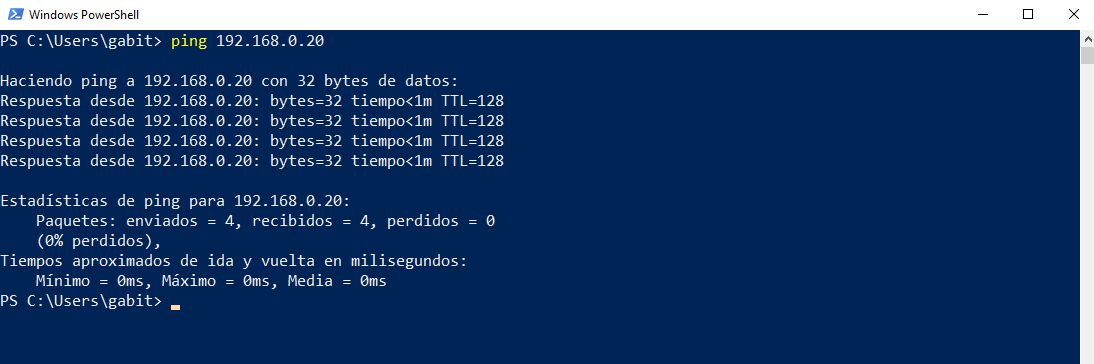 Windows PowerShell
PS C:\Users\gabit> ping 192.168.0.20
Haciendo ping a 192.168.0.20 con 32 bytes de datos:
Respuesta desde 192.168.0.20: bytes=32 tiempo<1m TTL=128
Respuesta desde 192.168.0.20: bytes=32 tiempo<1m TTL=128
Respuesta desde 192.168.0.20: bytes=32 tiempo<1m TTL=128
Respuesta desde 192.168.0.20: bytes=32 tiempo<1m TTL=128
Estadísticas de ping para 192.168.0.20:
Paquetes: enviados = 4, recibidos = 4, perdidos = 0
(0% perdidos),
Tiempos aproximados de ida y vuelta en milisegundos:
Mínimo = 0ms, Máximo = 0ms, Media = 0ms
PS C:\Users\gabit>